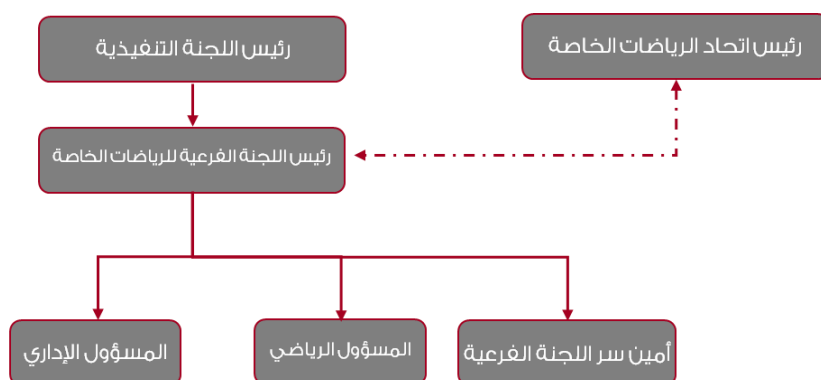 رئيس اتحاد الرياضات الخاصة
رئيس اللجنة التنفيذية
رئيس اللجنة الفرعية للرياضات الخاصة
أمين سر اللجنة الفرعية
المسؤول الرياضي
المسؤول الإداري